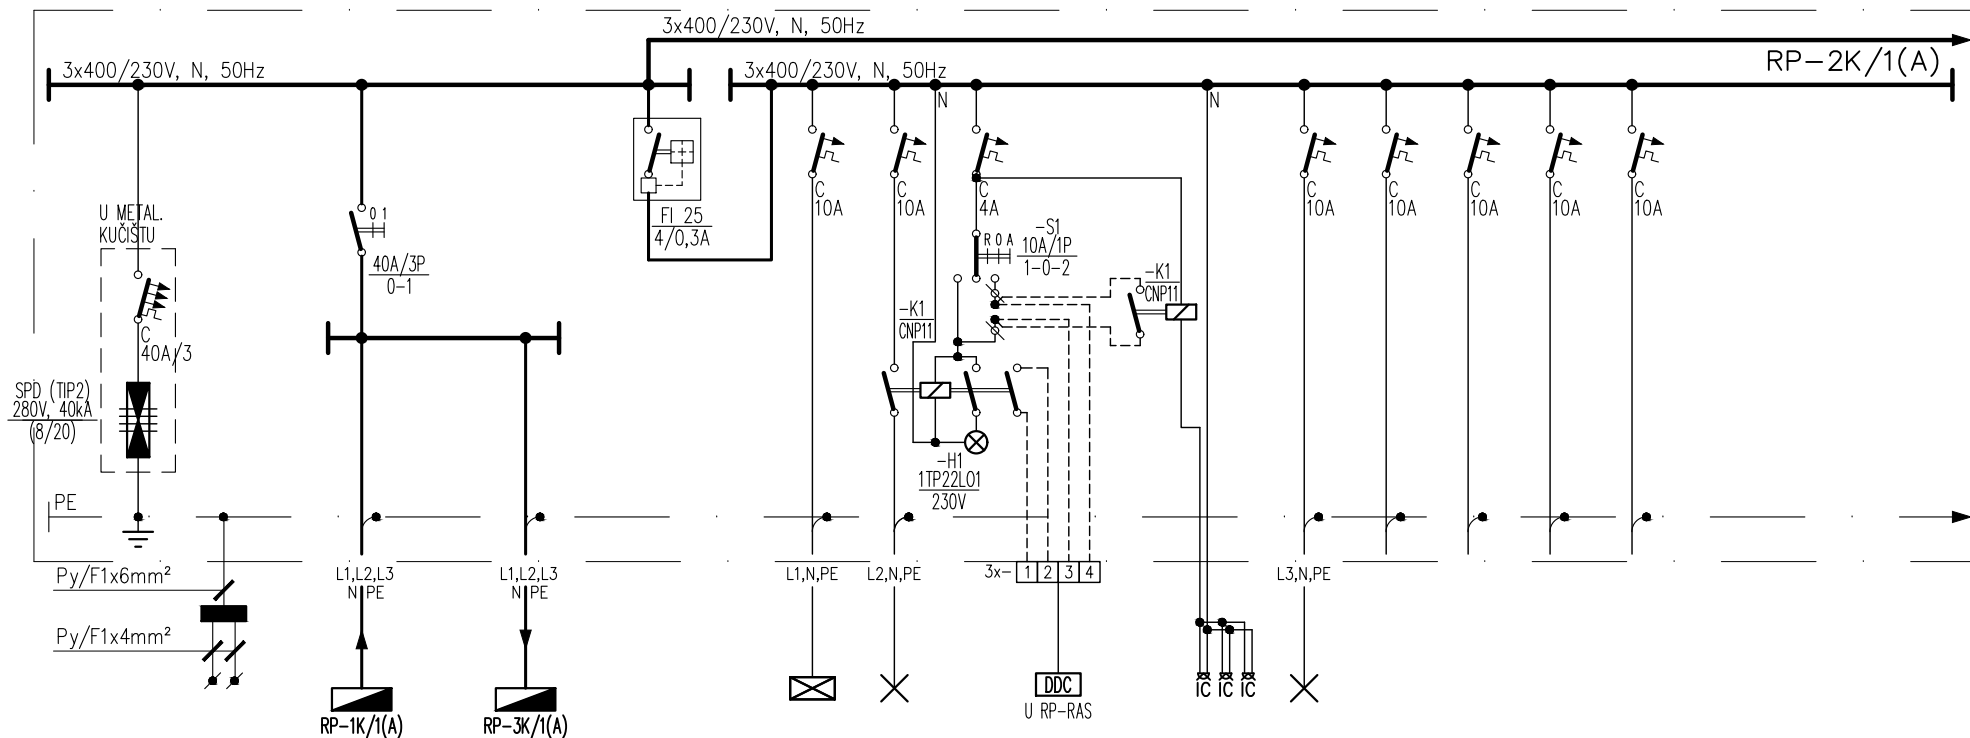 3x400/230V, N, 50Hz
3x400/230V, N, 50Hz
3x400/230V, N, 50Hz
RP-2K/1(A)
N
N
U METAL.
KUČIŠTU
C
40A/3
SPD (TIP2)
280V, 40kA
(8/20)
0 1
40A/3P
0-1
FI 25
4/0,3A
C
10A
C
10A
C
4A
-S1
R 0 A
10A/1P
1-0-2
-K1
CNP11
-K1
CNP11
-H1
1TP22L01
230V
C
10A
C
10A
C
10A
C
10A
C
10A
PE
Py/F1x6mm²
Py/F1x4mm²
L1,L2,L3
N PE
L1,L2,L3
N PE
L1,N,PE
L2,N,PE
3x-
1 2 3 4
L3,N,PE
RP-1K/1(A)
RP-3K/1(A)
DDC
U RP-RAS
IC IC IC